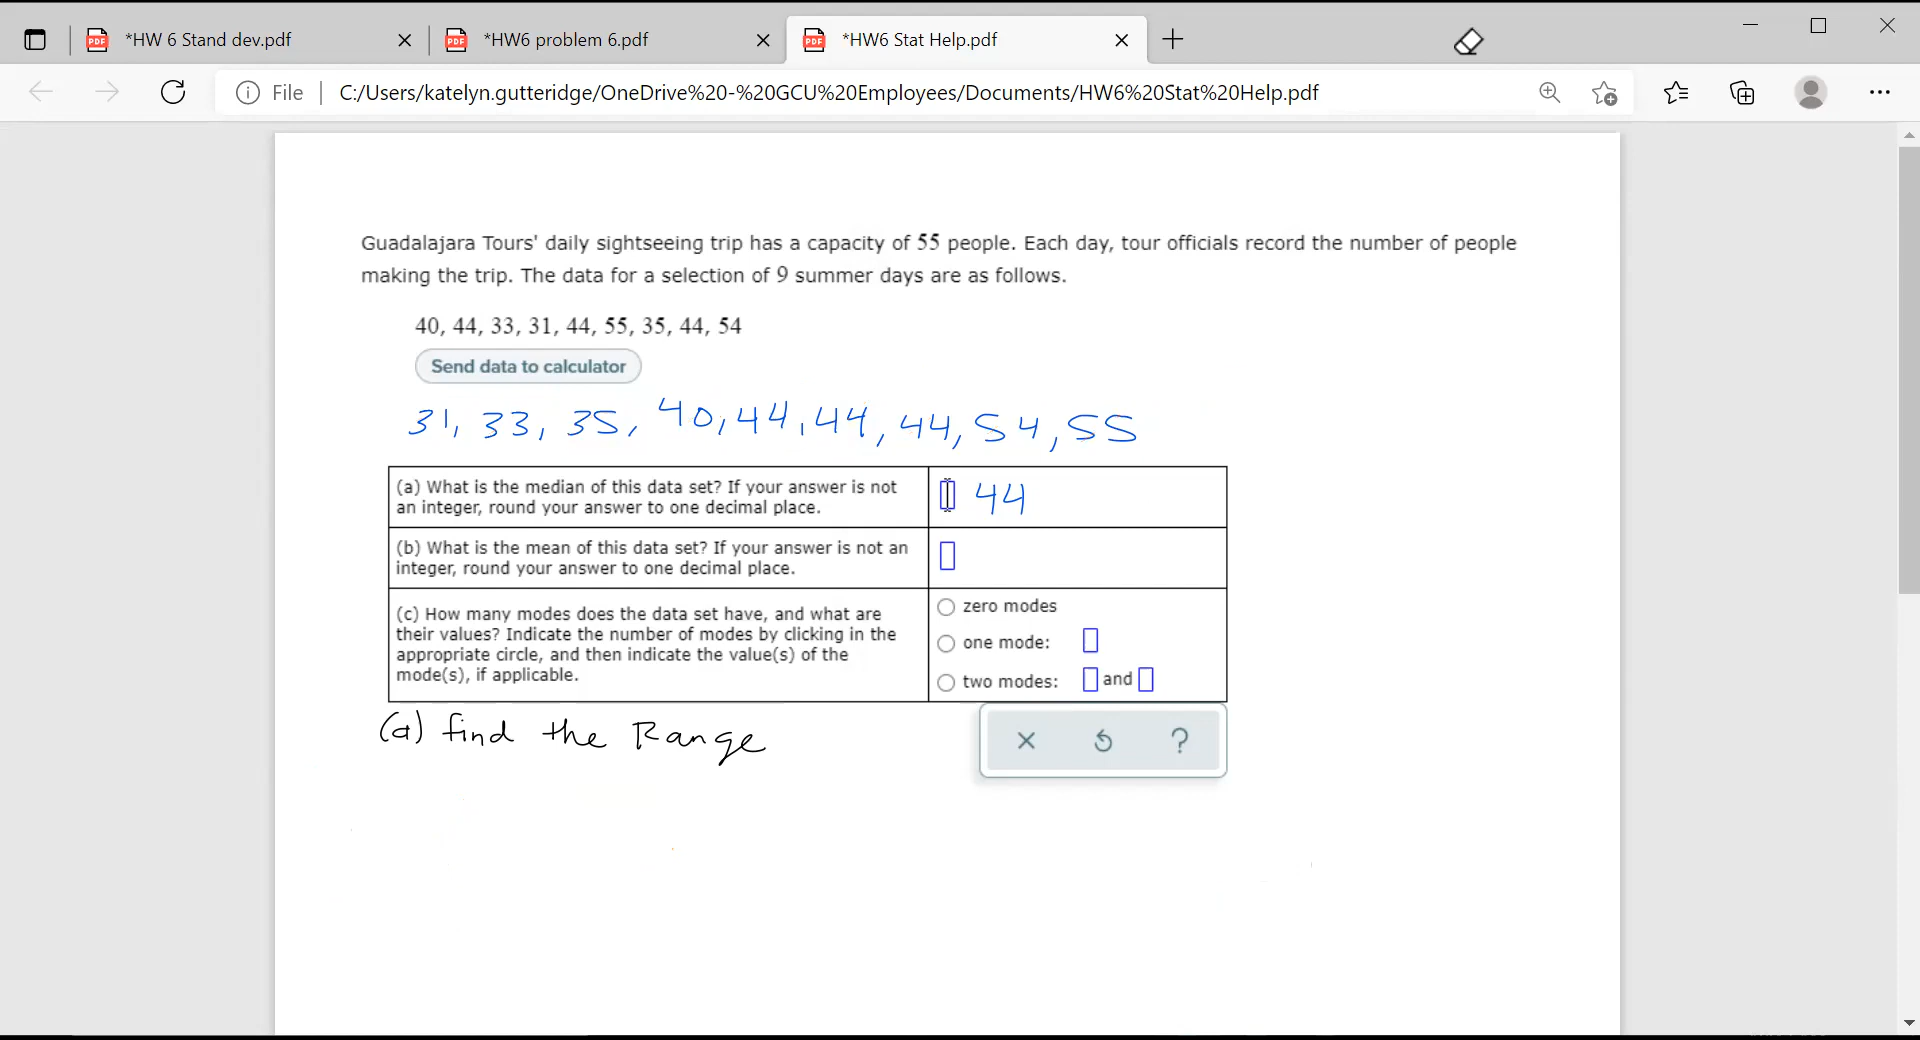 *HW 6 Stand dev.pdf
*HW6 problem 6.pdf
*HW6 Stat Help.pdf
File C:/Users/katelyn.gutteridge/OneDrive%20-%20GCU%20Employees/Documents/HW6%20Stat%20Help.pdf
Guadalajara Tours' daily sightseeing trip has a capacity of 55 people. Each day, tour officials record the number of people
making the trip. The data for a selection of 9 summer days are as follows.
40, 44, 33, 31, 44, 55, 35, 44, 54
Send data to calculator
31, 33, 35, 40, 44, 44, 44, 54, 55
(a) What is the median of this data set? If your answer is not
an integer, round your answer to one decimal place.
44
(b) What is the mean of this data set? If your answer is not an
integer, round your answer to one decimal place.
(c) How many modes does the data set have, and what are
their values? Indicate the number of modes by clicking in the
appropriate circle, and then indicate the value(s) of the
mode(s), if applicable.
zero modes
one mode:
two modes: and
(d) find the Range
?